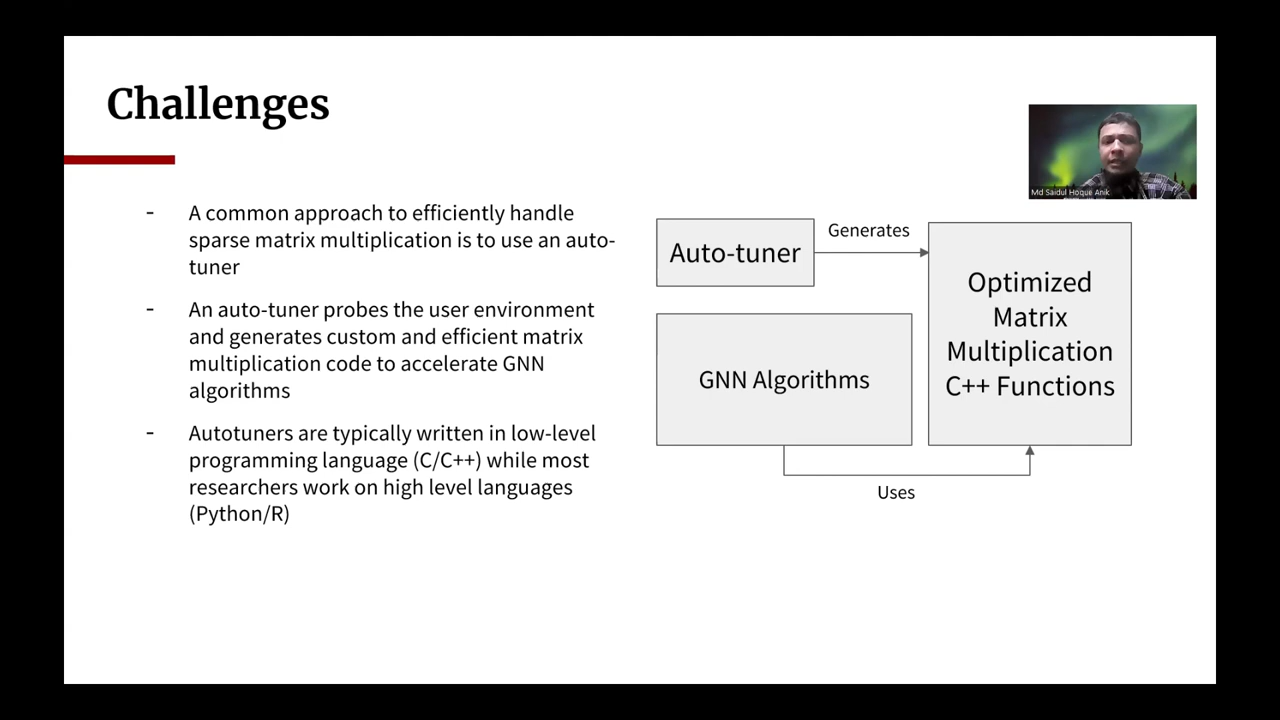 Challenges
- A common approach to efficiently handle
sparse matrix multiplication is to use an auto-
tuner
- An auto-tuner probes the user environment
and generates custom and efficient matrix
multiplication code to accelerate GNN
algorithms
- Autotuners are typically written in low-level
programming language (C/C++) while most
researchers work on high level languages
(Python/R)
Md Saidul Hoque Anik
Auto-tuner
Generates
Optimized
Matrix
Multiplication
C++ Functions
GNN Algorithms
Uses